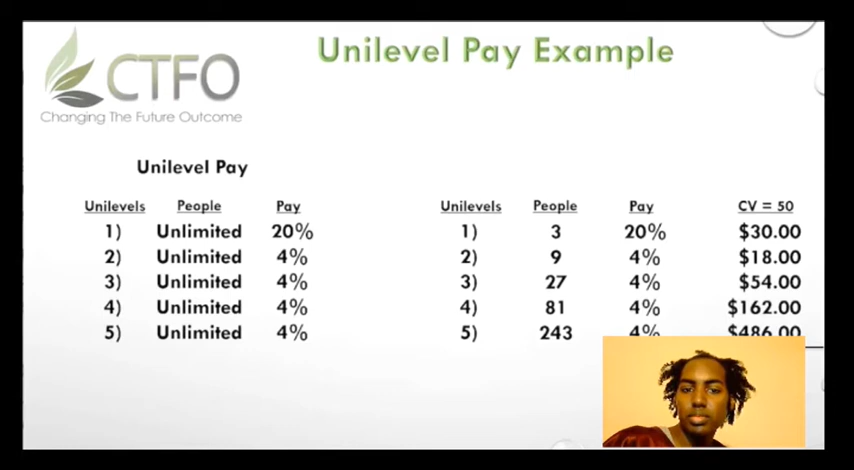 CTFO
Changing The Future Outcome
Unilevel Pay Example
Unilevel Pay
Unilevels People Pay
1) Unlimited 20%
2) Unlimited 4%
3) Unlimited 4%
4) Unlimited 4%
5) Unlimited 4%
Unilevels People Pay CV = 50
1) 3 20% $30.00
2) 9 4% $18.00
3) 27 4% $54.00
4) 81 4% $162.00
5) 243 4% $486.00